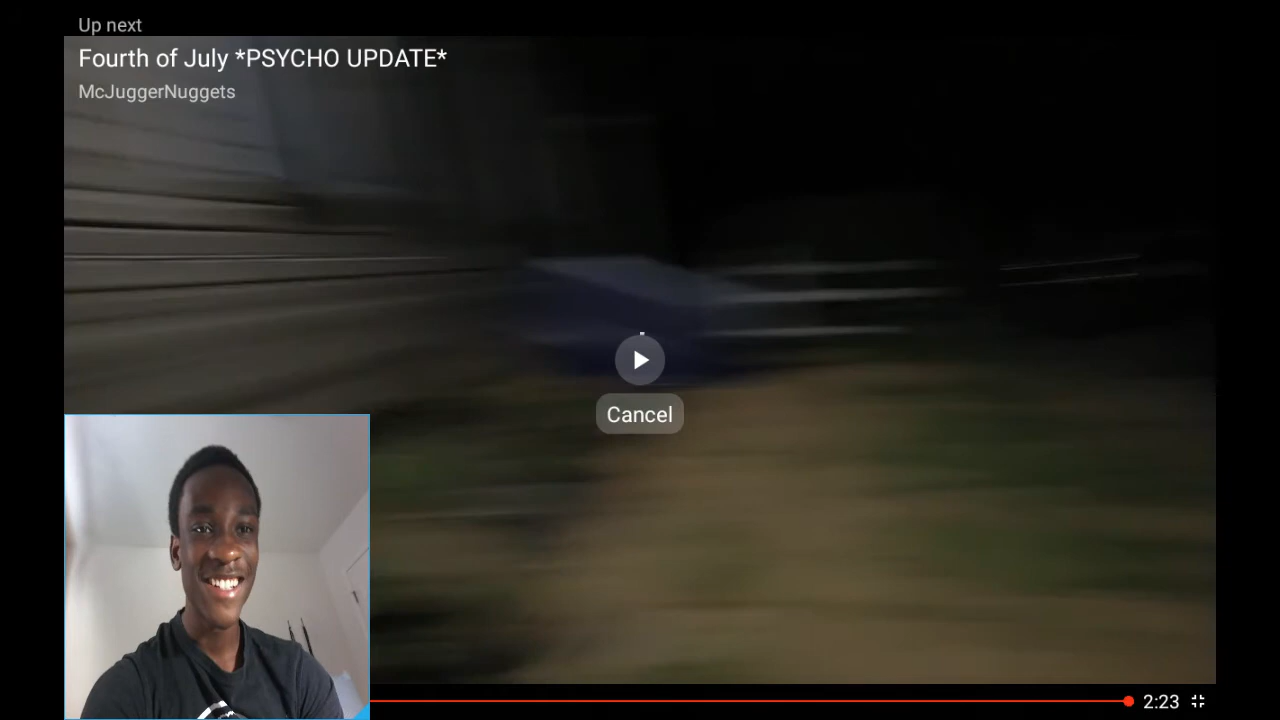 Up next
Fourth of July *PSYCHO UPDATE*
McJuggerNuggets
Cancel
2:23